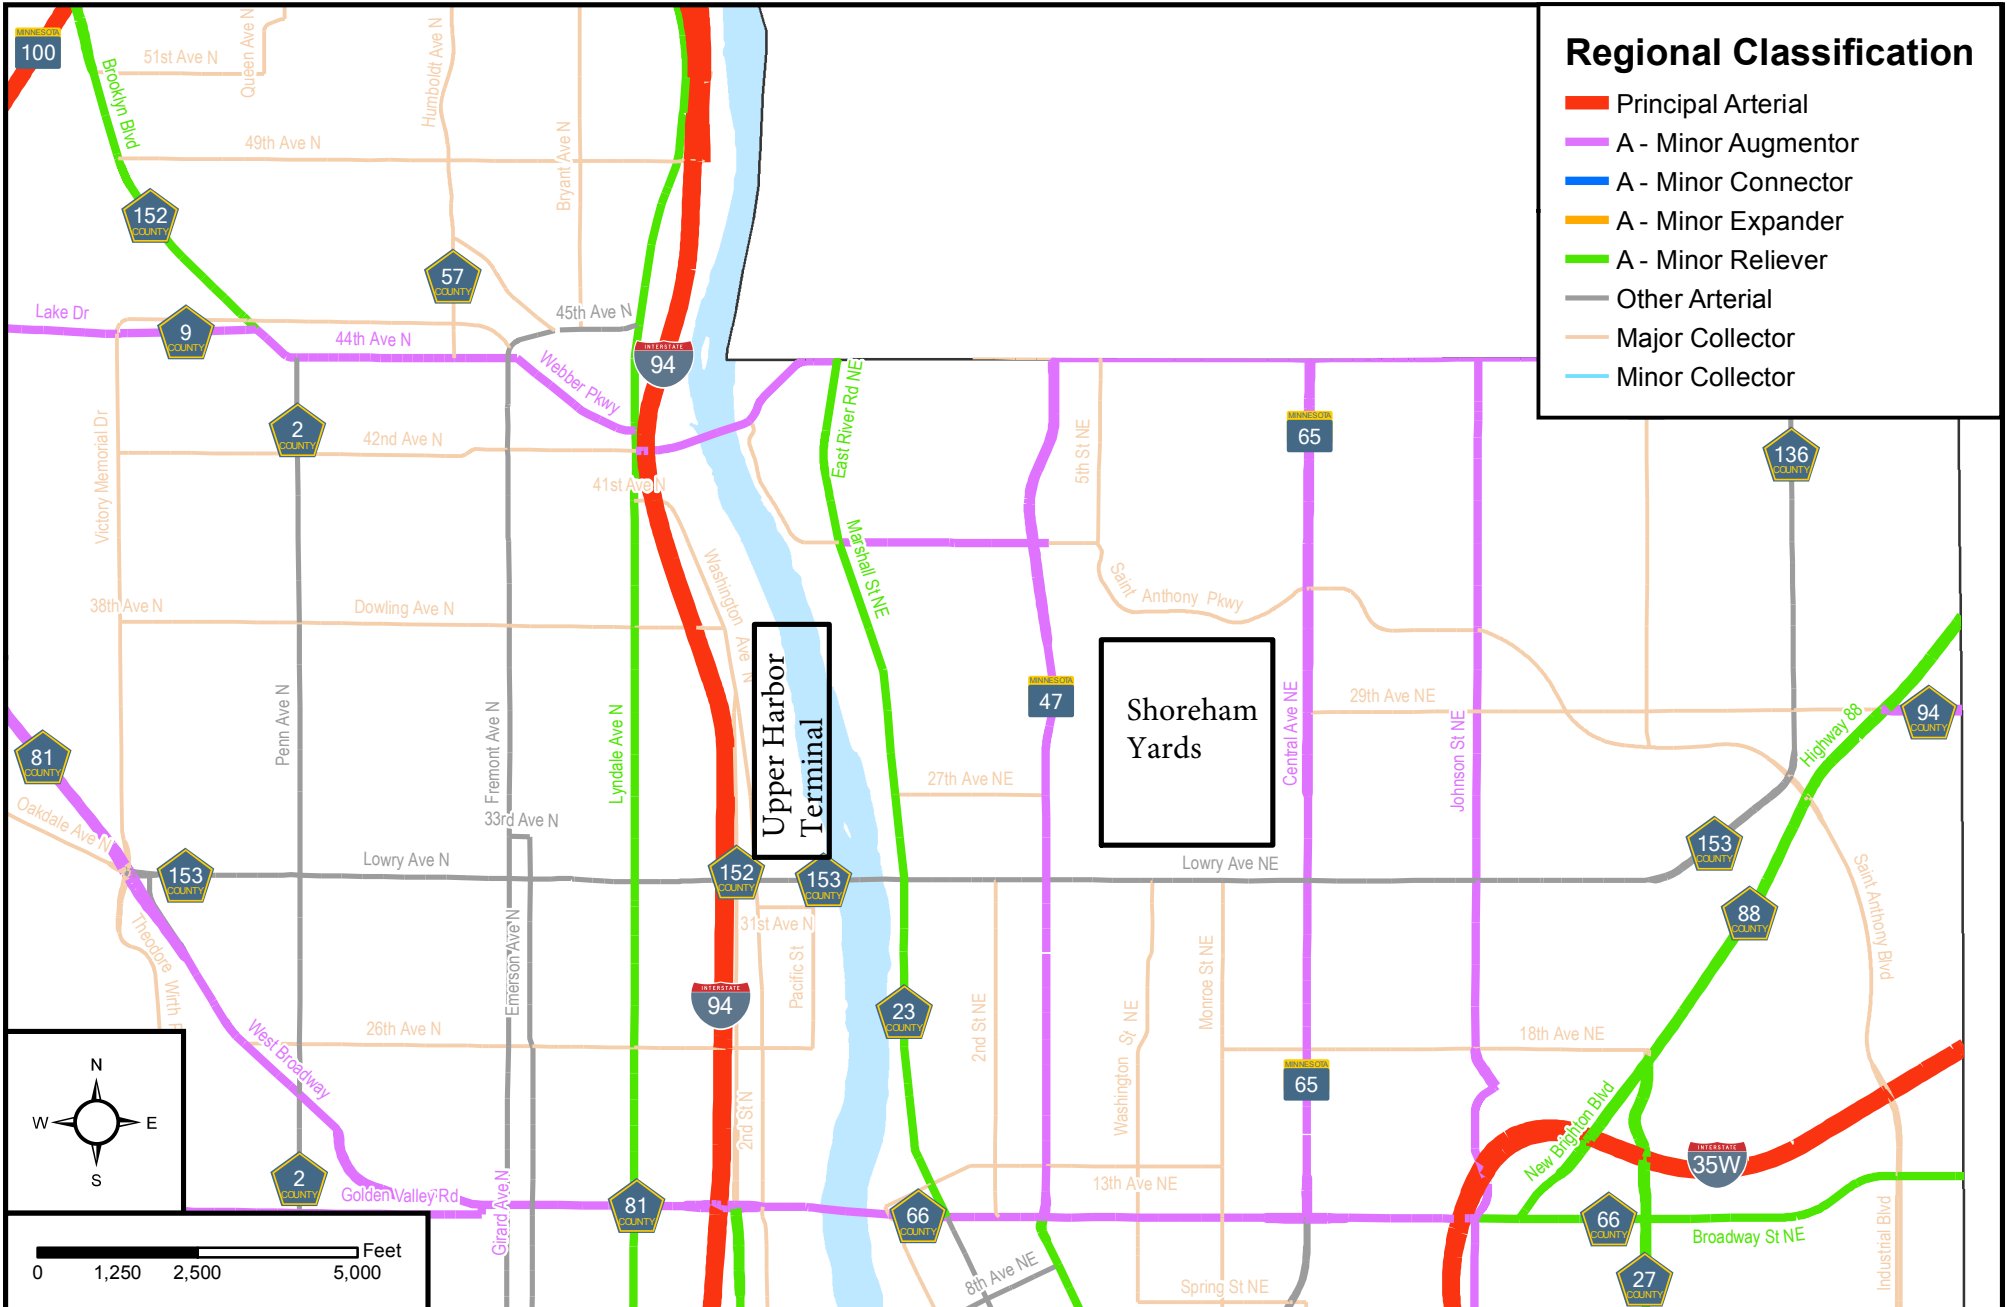 Regional Classification
Principal Arterial
A - Minor Augmentor
A - Minor Connector
A - Minor Expander
A - Minor Reliever
Other Arterial
Major Collector
Minor Collector
MINNESOTA
100
Brooklyn Blvd
51st Ave N
Queen Ave N
Humboldt Ave N
49th Ave N
Bryant Ave N
152
COUNTY
57
COUNTY
Lake Dr
9
COUNTY
44th Ave N
45th Ave N
Webber Pkwy
INTERSTATE
94
East River Rd NE
Victory Memorial Dr
2
COUNTY
42nd Ave N
41st Ave N
5th St NE
MINNESOTA
65
136
COUNTY
Washington Ave N
Marshall St NE
Saint Anthony Pkwy
38th Ave N
Dowling Ave N
Upper Harbor
Terminal
Shoreham
Yards
MINNESOTA
47
29th Ave NE
Highway 88
94
COUNTY
81
COUNTY
Penn Ave N
Fremont Ave N
Lyndale Ave N
Central Ave NE
Johnson St NE
27th Ave NE
Oakdale Ave N
33rd Ave N
Lowry Ave N
153
COUNTY
152
COUNTY
153
COUNTY
Lowry Ave NE
153
COUNTY
88
COUNTY
Saint Anthony Blvd
Theodore Wirth P
Emerson Ave N
31st Ave N
Pacific St
INTERSTATE
94
23
COUNTY
2nd St NE
Washington St NE
Monroe St NE
26th Ave N
West Broadway
18th Ave NE
MINNESOTA
65
New Brighton Blvd
INTERSTATE
35W
2nd St N
N
W
E
S
2
COUNTY
Golden Valley Rd
Girard Ave N
81
COUNTY
13th Ave NE
66
COUNTY
66
COUNTY
Broadway St NE
Industrial Blvd
8th Ave NE
Spring St NE
27
COUNTY
Feet
0 1,250 2,500 5,000